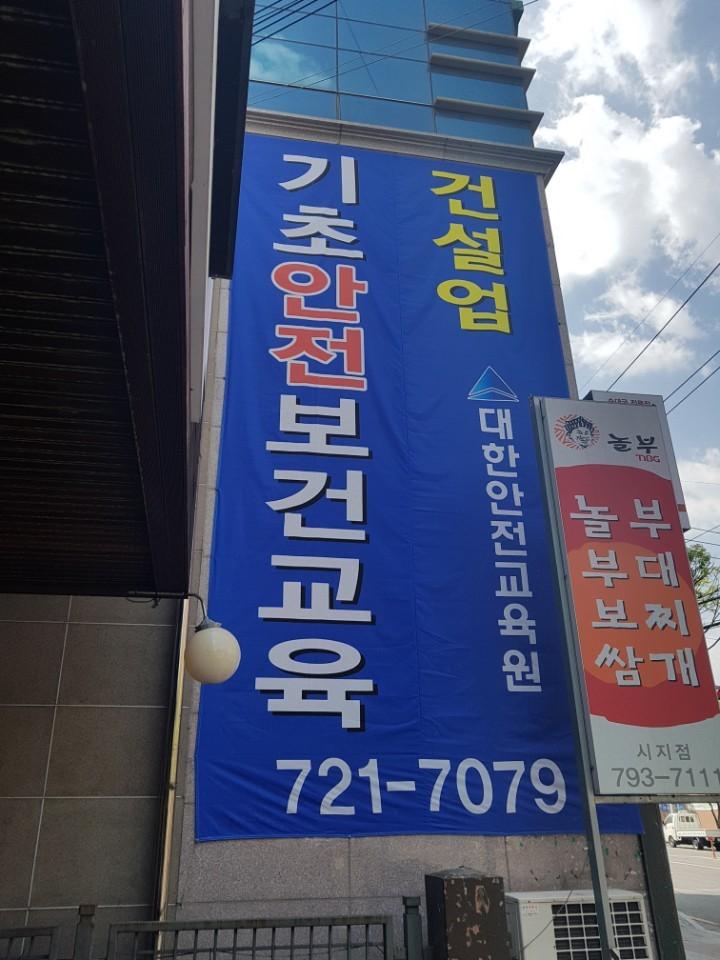 건설업
기초안전보건교육
대한안전교육원
721-7079
놀부
NBG
놀부 부대찌개
보쌈
시지점
793-7111